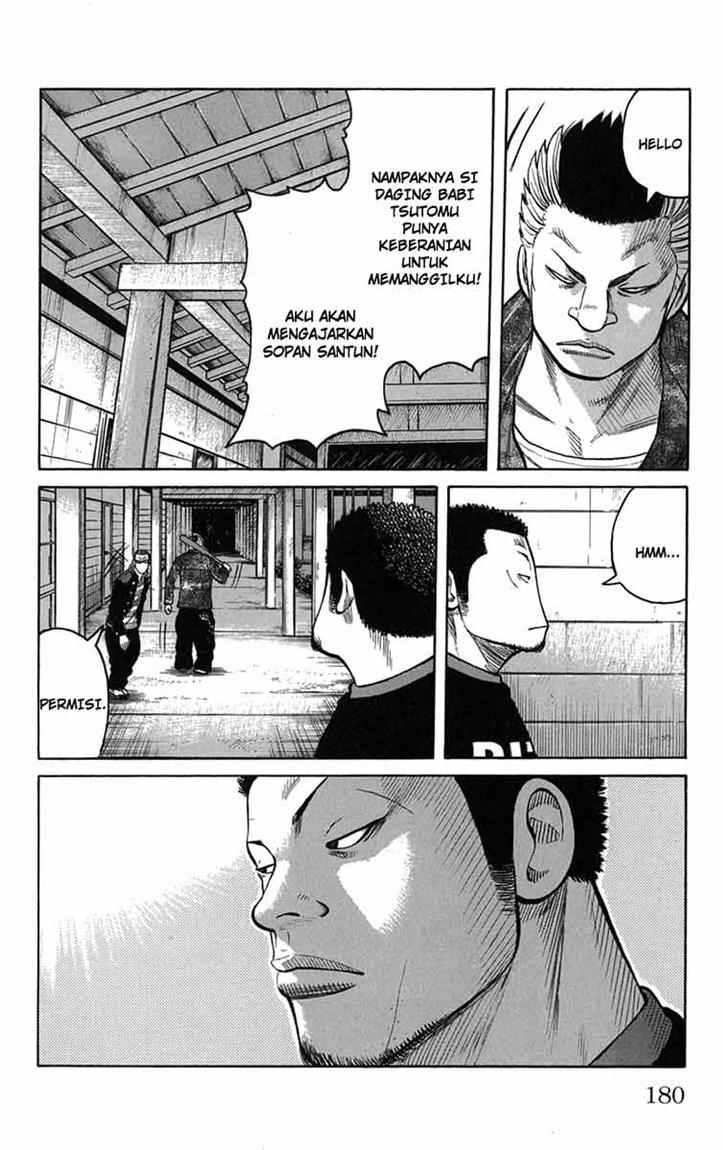 HELLO
NAMPAKNYA SI
DAGING BABI
TSUTOMU
PUNYA
KEBERANIAN
UNTUK
MEMANGGILKU!
AKU AKAN
MENGAJARKAN
SOPAN SANTUN!
HMM...
PERMISI.
180